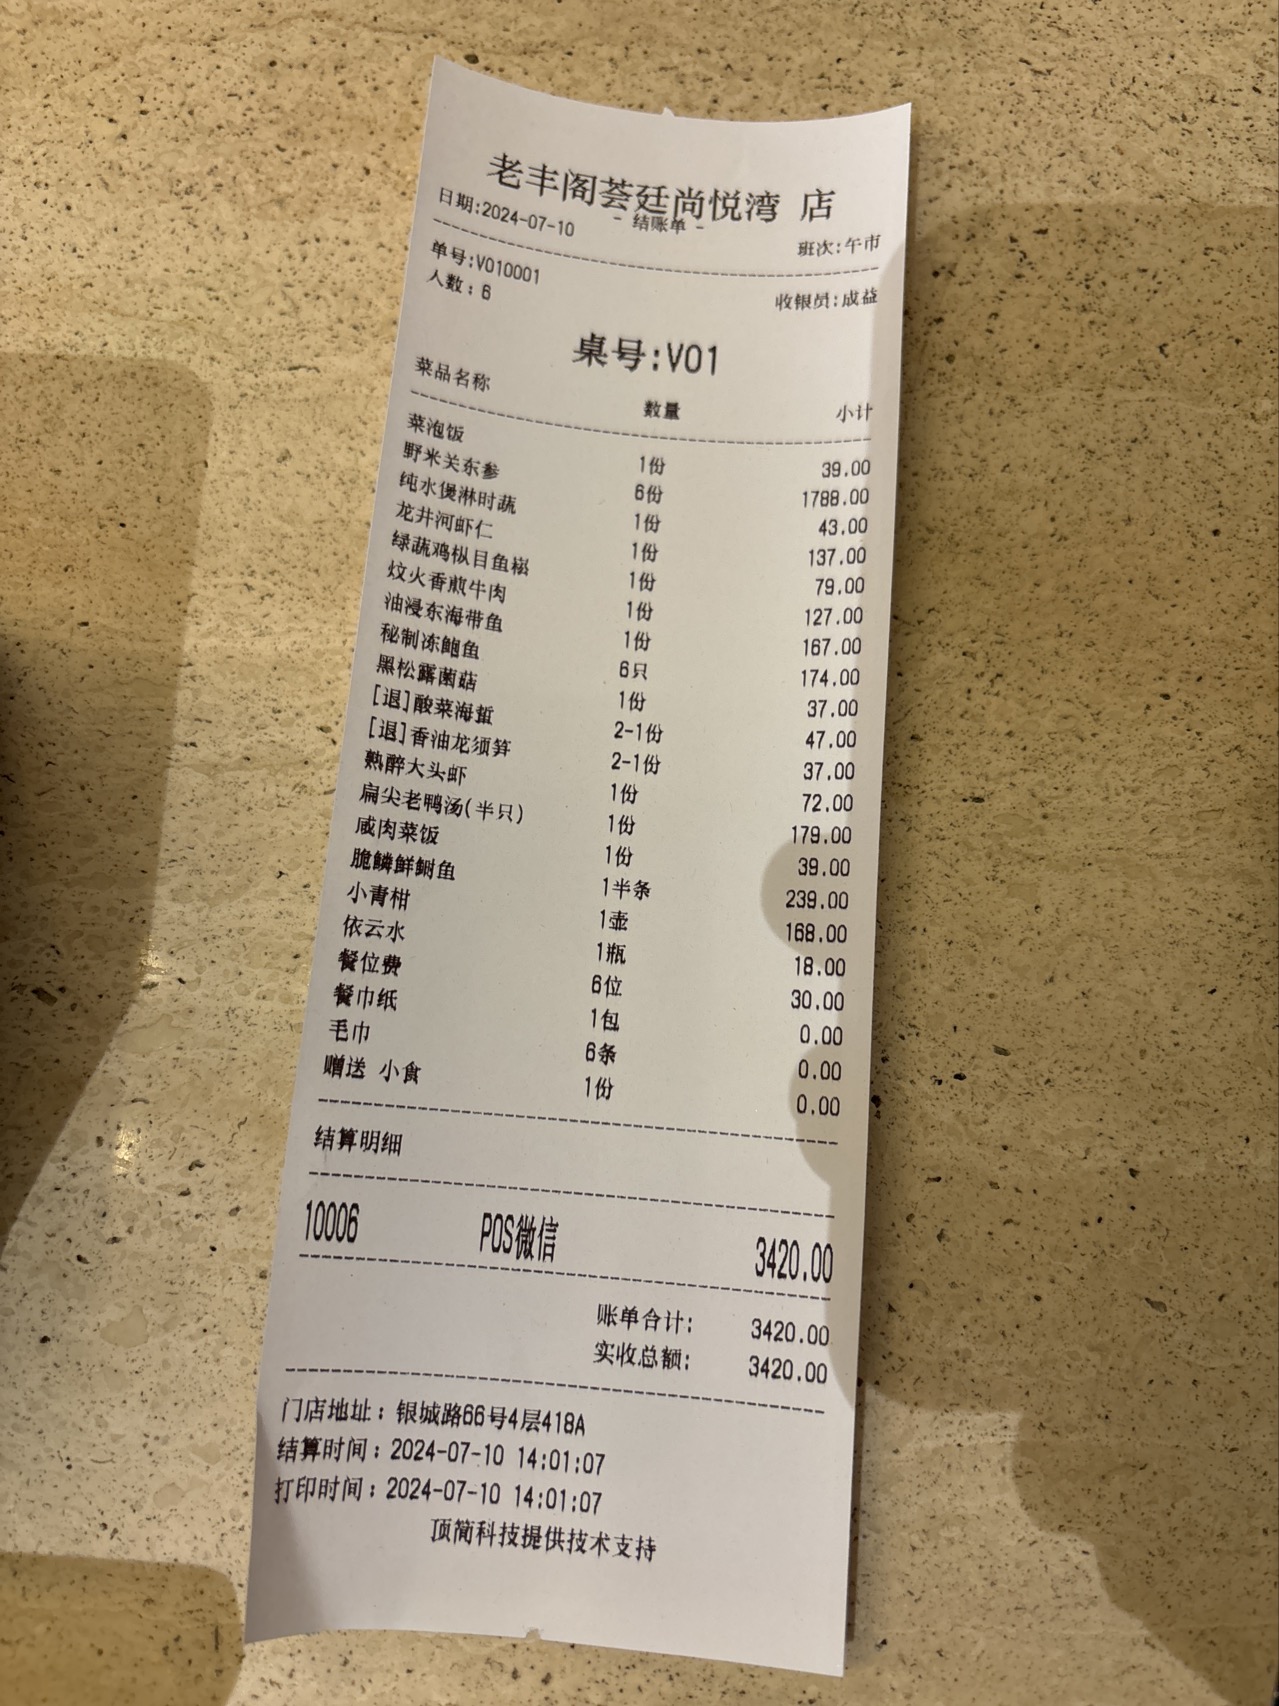 老丰阁荟廷尚悦湾 店
- 结账单 -
日期:2024-07-10 班次:午市
单号:V010001
人数:6 收银员:成益
桌号:V01
菜品名称 数量 小计
菜泡饭 1份 39.00
野米关东参 6份 1788.00
纯水煲淋时蔬 1份 43.00
龙井河虾仁 1份 137.00
绿蔬鸡枞目鱼崧 1份 79.00
炆火香煎牛肉 1份 127.00
油浸东海带鱼 1份 167.00
秘制冻鲍鱼 6只 174.00
黑松露菌菇 1份 37.00
[退]酸菜海蜇 2-1份 47.00
[退]香油龙须笋 2-1份 37.00
熟醉大头虾 1份 72.00
扁尖老鸭汤(半只) 1份 179.00
咸肉菜饭 1份 39.00
脆鳞鲜鲥鱼 1半条 239.00
小青柑 1壶 168.00
依云水 1瓶 18.00
餐位费 6位 30.00
餐巾纸 1包 0.00
毛巾 6条 0.00
赠送 小食 1份 0.00
结算明细
10006 POS微信 3420.00
账单合计: 3420.00
实收总额: 3420.00
门店地址:银城路66号4层418A
结算时间:2024-07-10 14:01:07
打印时间:2024-07-10 14:01:07
顶简科技提供技术支持